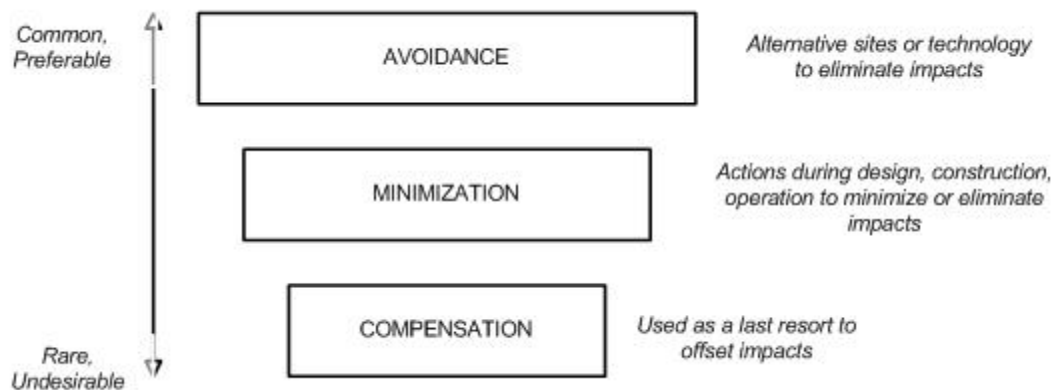 Common,
Preferable
AVOIDANCE
Alternative sites or technology
to eliminate impacts
MINIMIZATION
Actions during design, construction,
operation to minimize or eliminate
impacts
COMPENSATION
Used as a last resort to
offset impacts
Rare,
Undesirable